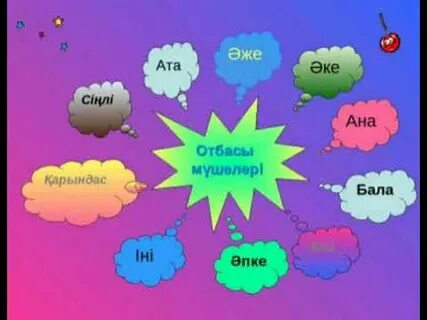 Әже
Ата
Әке
Сіңлі
Ана
Отбасы
мүшелері
Қарындас
Бала
Іні
Әпке